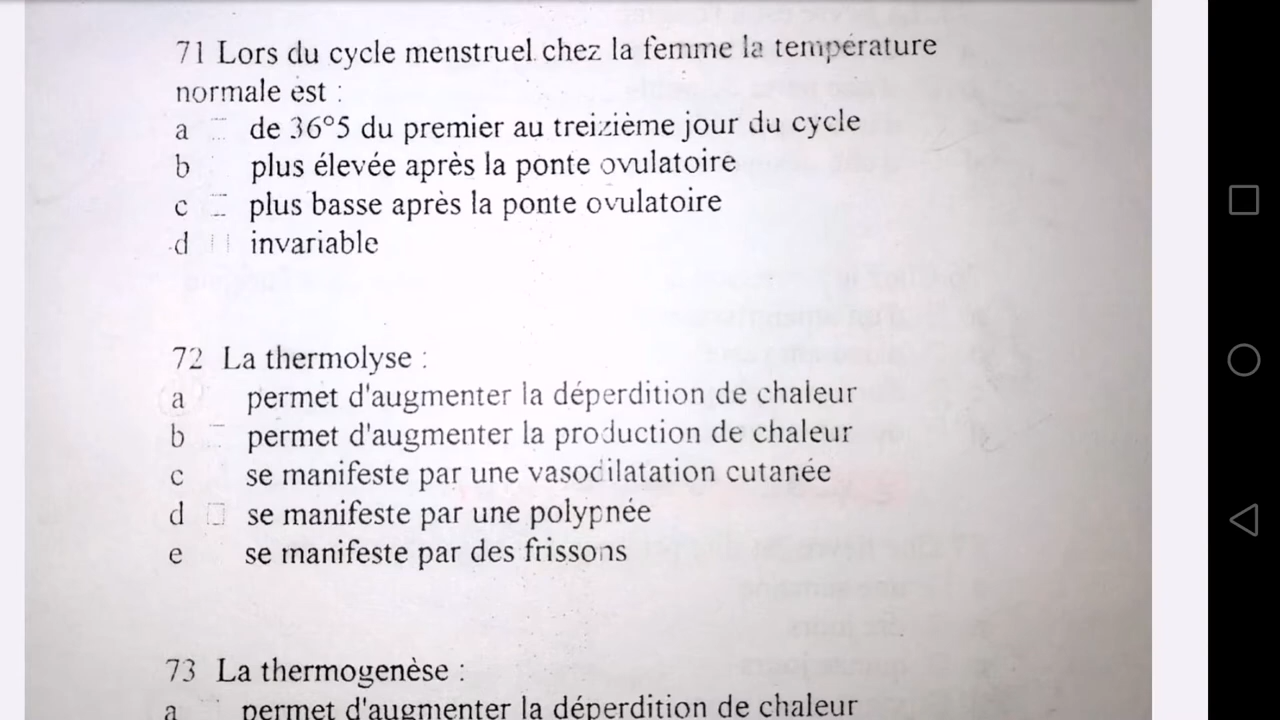 71 Lors du cycle menstruel chez la femme la température
normale est :
a de 36°5 du premier au treizième jour du cycle
b plus élevée après la ponte ovulatoire
c plus basse après la ponte ovulatoire
d invariable
72 La thermolyse :
a permet d'augmenter la déperdition de chaleur
b permet d'augmenter la production de chaleur
c se manifeste par une vasodilatation cutanée
d se manifeste par une polypnée
e se manifeste par des frissons
73 La thermogenèse :
a permet d'augmenter la déperdition de chaleur